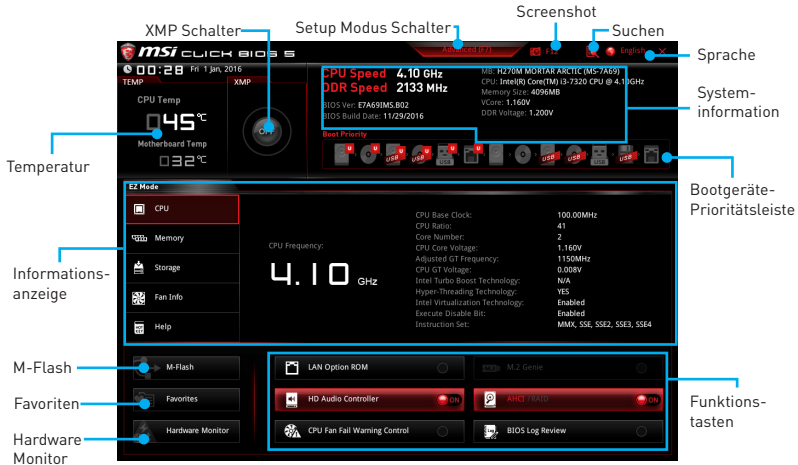 Screenshot
XMP Schalter
Setup Modus Schalter
Suchen
msi CLICK BIOS 5
Advanced (F7)
F12
English
X
Sprache
00:28 Fri 1 Jan, 2016
TEMP
XMP
CPU Speed 4.10 GHz
DDR Speed 2133 MHz
BIOS Ver: E7A69IMS.B02
BIOS Build Date: 11/29/2016
MB: H270M MORTAR ARCTIC (MS-7A69)
CPU: Intel(R) Core(TM) i3-7320 CPU @ 4.10GHz
Memory Size: 4096MB
VCore: 1.160V
DDR Voltage: 1.200V
System-
information
CPU Temp
45°C
OFF
Motherboard Temp
032°C
Boot Priority
U U U U U U U
USB USB USB USB USB USB USB
Temperatur
Bootgeräte-
Prioritätsleiste
EZ Mode
CPU
Memory
Storage
Fan Info
Help
CPU Frequency:
4.10 GHz
CPU Base Clock: 100.00MHz
CPU Ratio: 41
Core Number: 2
CPU Core Voltage: 1.160V
Adjusted GT Frequency: 1150MHz
CPU GT Voltage: 0.008V
Intel Turbo Boost Technology: N/A
Hyper-Threading Technology: YES
Intel Virtualization Technology: Enabled
Execute Disable Bit: Enabled
Instruction Set: MMX, SSE, SSE2, SSE3, SSE4
Informations-
anzeige
M-Flash
M-Flash
LAN Option ROM
M.2 Genie
Favoriten
Favorites
HD Audio Controller
ON
AHCI /RAID
ON
Funktions-
tasten
Hardware
Monitor
Hardware Monitor
CPU Fan Fail Warning Control
BIOS Log Review